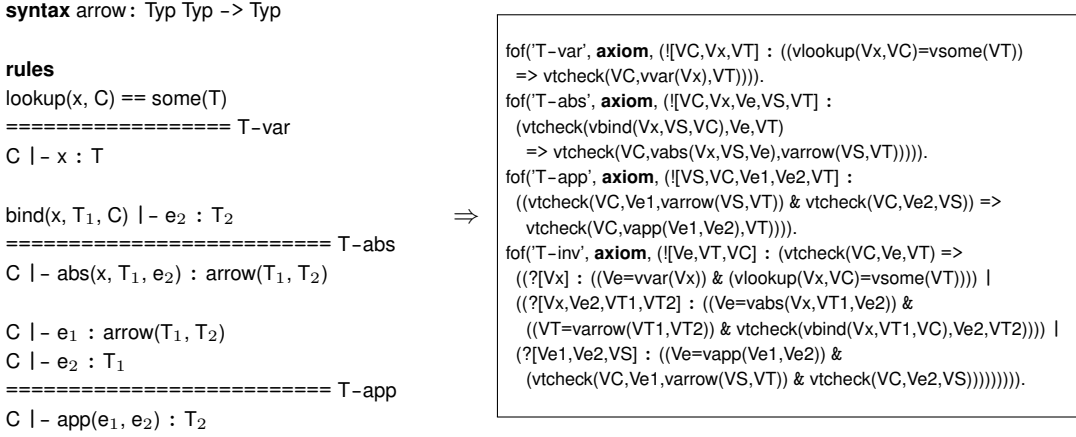 syntax arrow: Typ Typ -> Typ
rules
lookup(x, C) == some(T)
================== T-var
C |- x : T
bind(x, T₁, C) |- e₂ : T₂
========================== T-abs
C |- abs(x, T₁, e₂) : arrow(T₁, T₂)
C |- e₁ : arrow(T₁, T₂)
C |- e₂ : T₁
========================== T-app
C |- app(e₁, e₂) : T₂
⇒
fof('T-var', axiom, (![VC,Vx,VT] : ((vlookup(Vx,VC)=vsome(VT))
=> vtcheck(VC,vvar(Vx),VT)))).
fof('T-abs', axiom, (![VC,Vx,Ve,VS,VT] :
(vtcheck(vbind(Vx,VS,VC),Ve,VT)
=> vtcheck(VC,vabs(Vx,VS,Ve),varrow(VS,VT))))).
fof('T-app', axiom, (![VS,VC,Ve1,Ve2,VT] :
((vtcheck(VC,Ve1,varrow(VS,VT)) & vtcheck(VC,Ve2,VS)) =>
vtcheck(VC,vapp(Ve1,Ve2),VT)))).
fof('T-inv', axiom, (![Ve,VT,VC] : (vtcheck(VC,Ve,VT) =>
((?[Vx] : ((Ve=vvar(Vx)) & (vlookup(Vx,VC)=vsome(VT)))) |
((?[Vx,Ve2,VT1,VT2] : ((Ve=vabs(Vx,VT1,Ve2)) &
((VT=varrow(VT1,VT2)) & vtcheck(vbind(Vx,VT1,VC),Ve2,VT2)))) |
(?[Ve1,Ve2,VS] : ((Ve=vapp(Ve1,Ve2)) &
(vtcheck(VC,Ve1,varrow(VS,VT)) & vtcheck(VC,Ve2,VS))))))))).